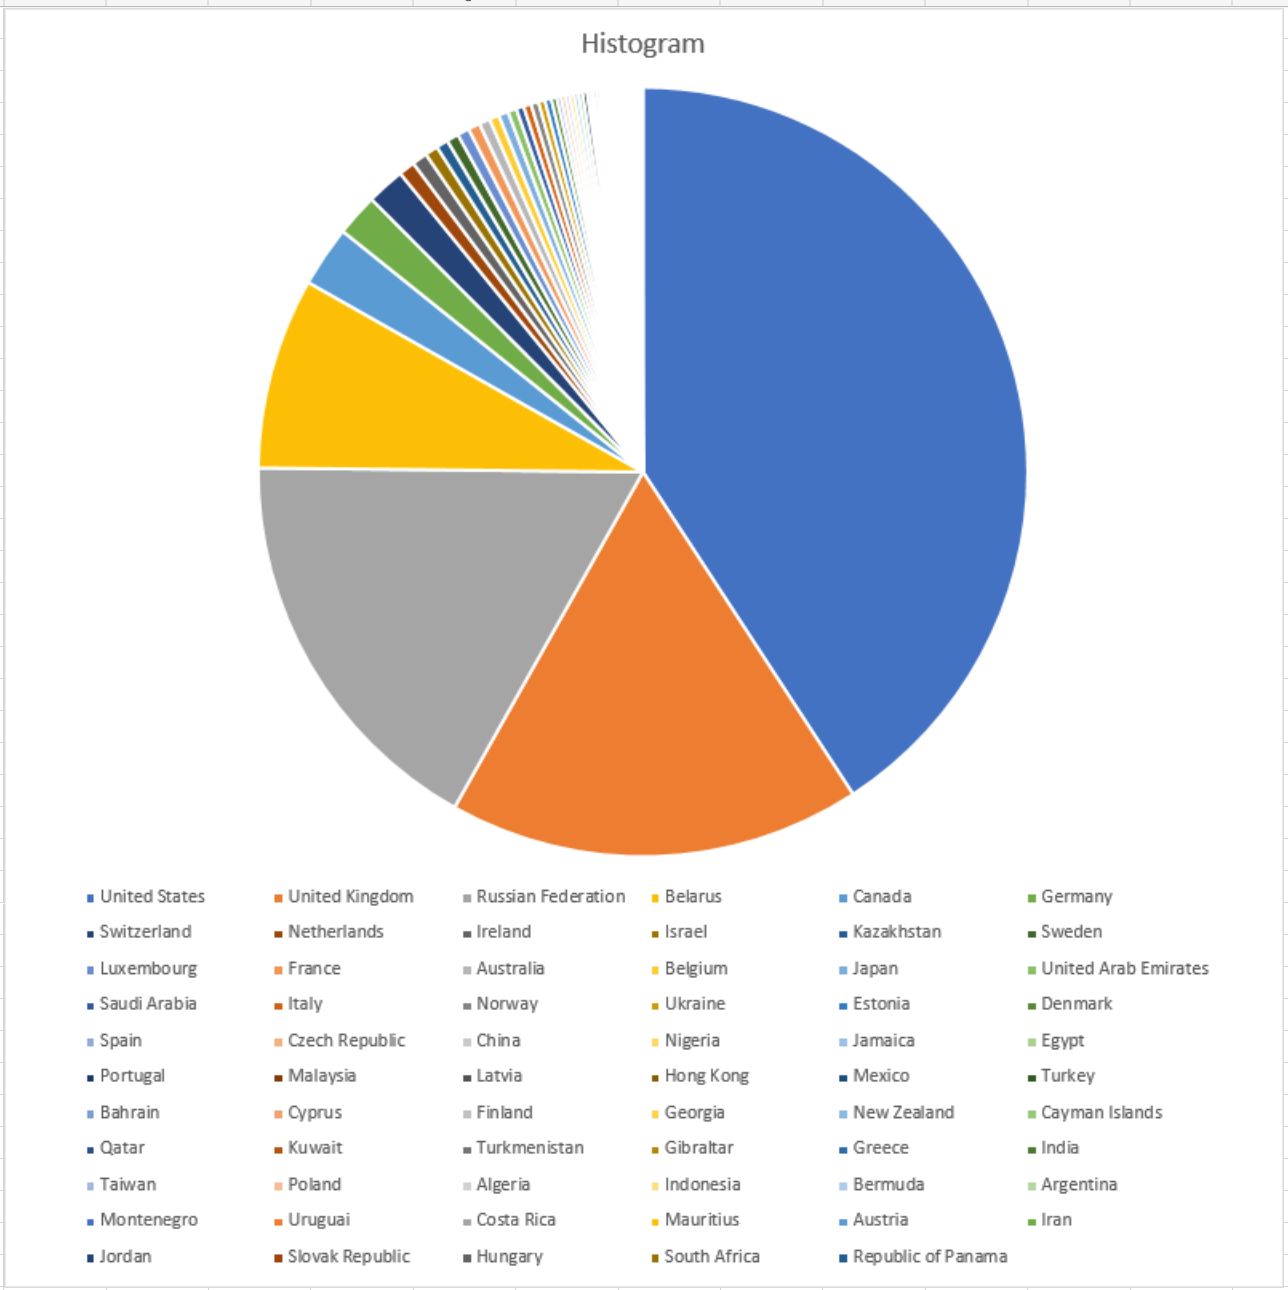 Histogram
United States United Kingdom Russian Federation Belarus Canada Germany
Switzerland Netherlands Ireland Israel Kazakhstan Sweden
Luxembourg France Australia Belgium Japan United Arab Emirates
Saudi Arabia Italy Norway Ukraine Estonia Denmark
Spain Czech Republic China Nigeria Jamaica Egypt
Portugal Malaysia Latvia Hong Kong Mexico Turkey
Bahrain Cyprus Finland Georgia New Zealand Cayman Islands
Qatar Kuwait Turkmenistan Gibraltar Greece India
Taiwan Poland Algeria Indonesia Bermuda Argentina
Montenegro Uruguai Costa Rica Mauritius Austria Iran
Jordan Slovak Republic Hungary South Africa Republic of Panama